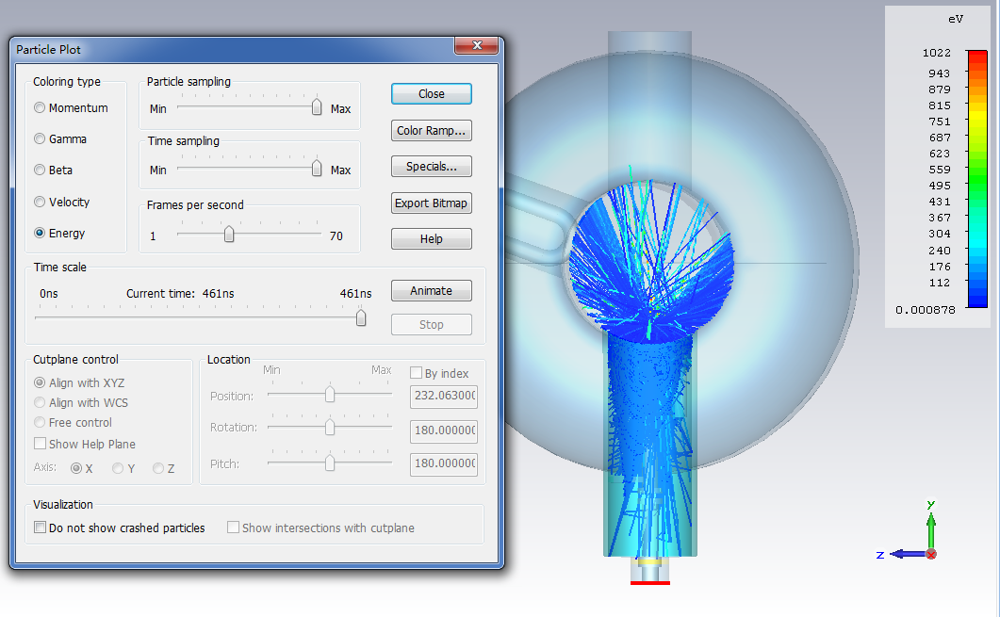 Particle Plot
Coloring type
Momentum
Gamma
Beta
Velocity
Energy
Particle sampling
Min
Max
Time sampling
Min
Max
Frames per second
1
70
Close
Color Ramp...
Specials...
Export Bitmap
Help
Time scale
0ns
Current time: 461ns
461ns
Animate
Stop
Cutplane control
Align with XYZ
Align with WCS
Free control
Show Help Plane
Axis:
X
Y
Z
Location
Min
Max
By index
Position:
232.063000
Rotation:
180.000000
Pitch:
180.000000
Visualization
Do not show crashed particles
Show intersections with cutplane
eV
1022
943
879
815
751
687
623
559
495
431
367
304
240
176
112
0.000878
y
z
x